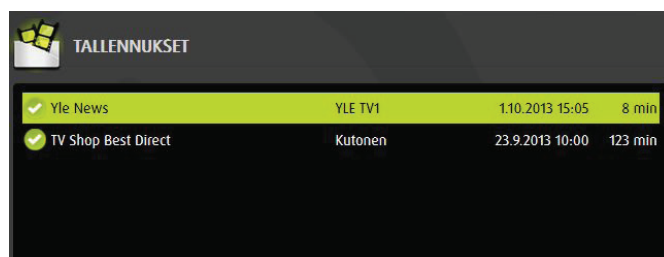 TALLENNUKSET
Yle News YLE TV1 1.10.2013 15:05 8 min
TV Shop Best Direct Kutonen 23.9.2013 10:00 123 min